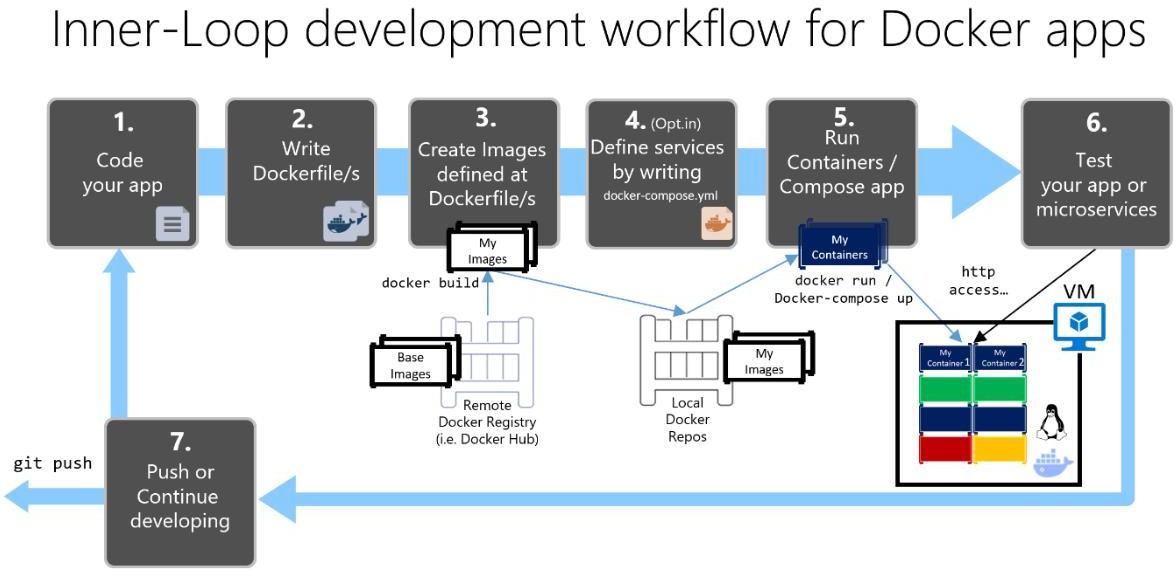 Inner-Loop development workflow for Docker apps
1.
Code
your app
2.
Write
Dockerfile/s
3.
Create Images
defined at
Dockerfile/s
My
Images
4. (Opt.in)
Define services
by writing
docker-compose.yml
5.
Run
Containers /
Compose app
My
Containers
6.
Test
your app or
microservices
docker build
docker run /
Docker-compose up
http
access…
VM
Base
Images
Remote
Docker Registry
(i.e. Docker Hub)
My
Images
Local
Docker
Repos
My
Container 1
My
Container 2
7.
Push or
Continue
developing
git push